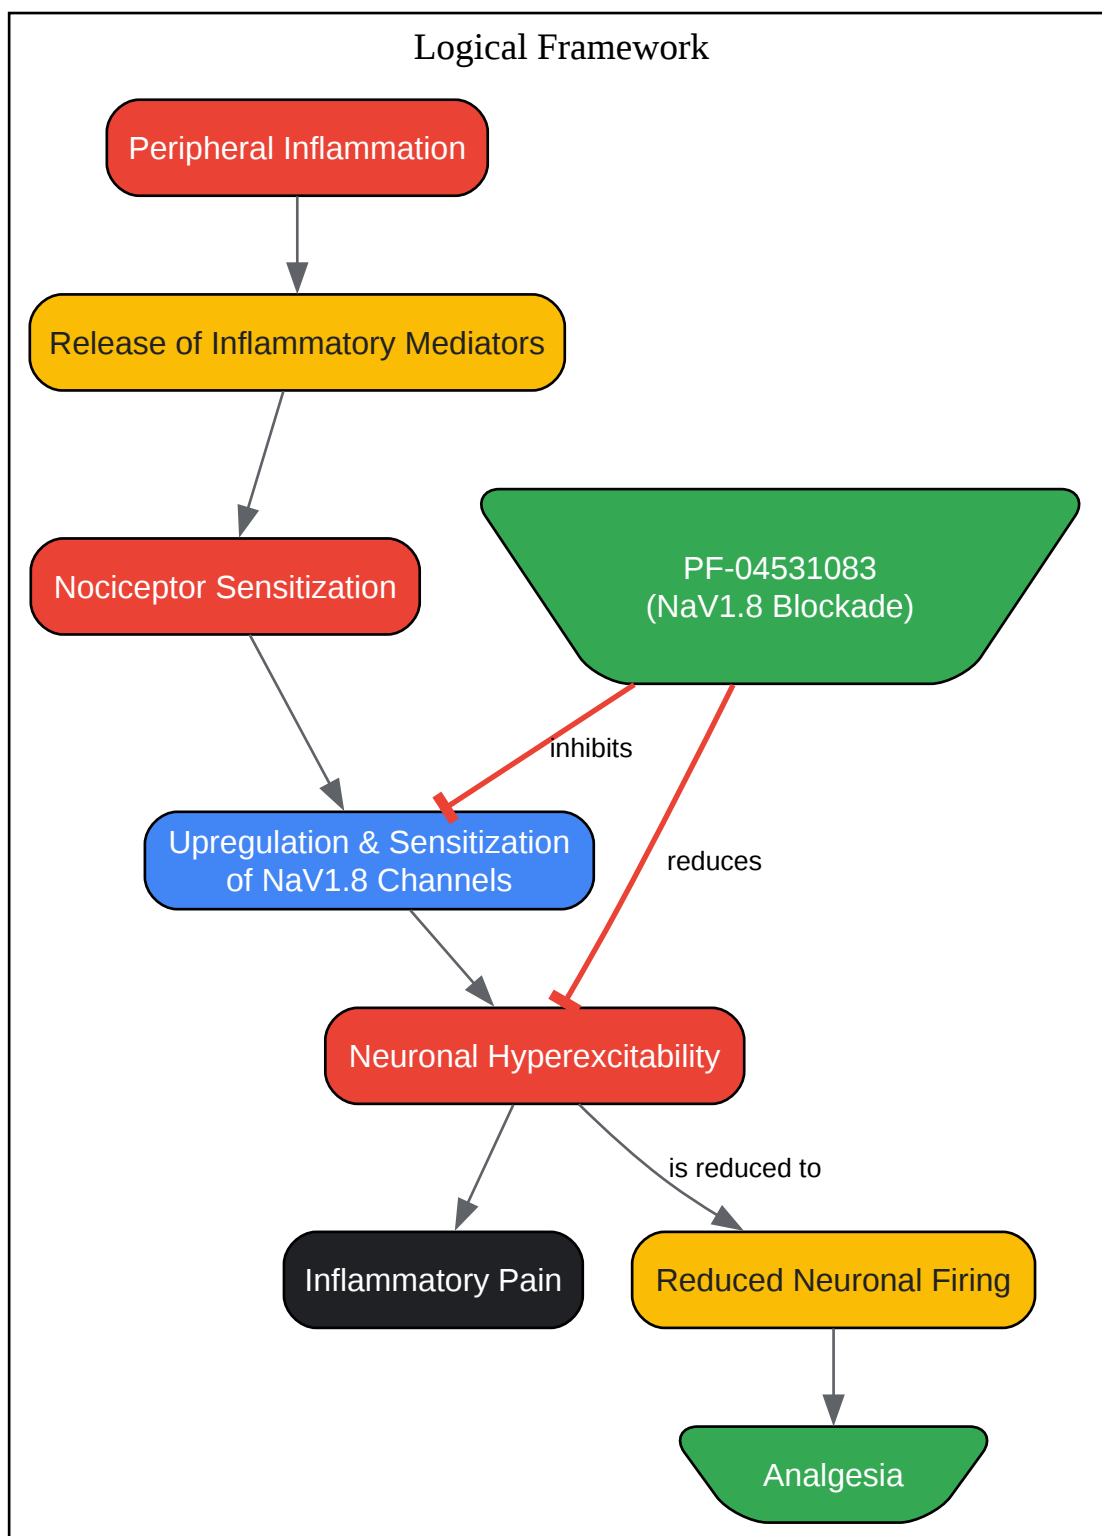 Logical Framework
Peripheral Inflammation
Release of Inflammatory Mediators
PF-04531083
(NaV1.8 Blockade)
Nociceptor Sensitization
inhibits
Upregulation & Sensitization
of NaV1.8 Channels
reduces
Neuronal Hyperexcitability
is reduced to
Inflammatory Pain
Reduced Neuronal Firing
Analgesia